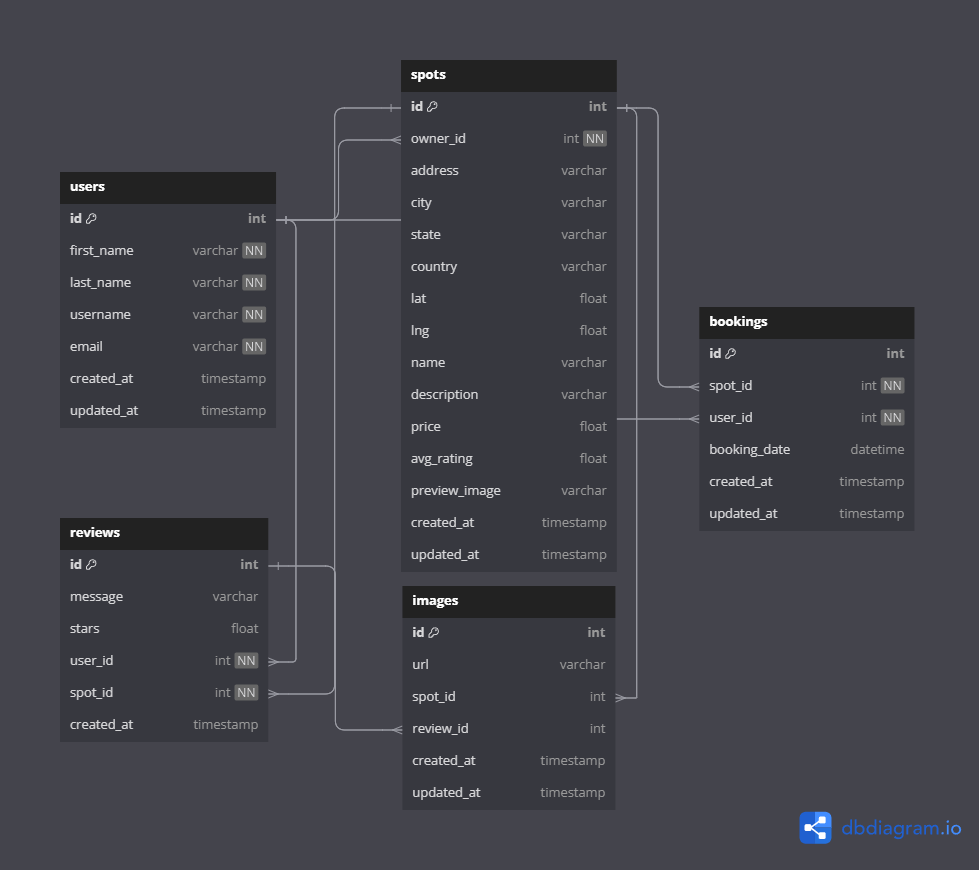 users
id int
first_name varchar NN
last_name varchar NN
username varchar NN
email varchar NN
created_at timestamp
updated_at timestamp
reviews
id int
message varchar
stars float
user_id int NN
spot_id int NN
created_at timestamp
spots
id int
owner_id int NN
address varchar
city varchar
state varchar
country varchar
lat float
lng float
name varchar
description varchar
price float
avg_rating float
preview_image varchar
created_at timestamp
updated_at timestamp
images
id int
url varchar
spot_id int
review_id int
created_at timestamp
updated_at timestamp
bookings
id int
spot_id int NN
user_id int NN
booking_date datetime
created_at timestamp
updated_at timestamp
dbdiagram.io